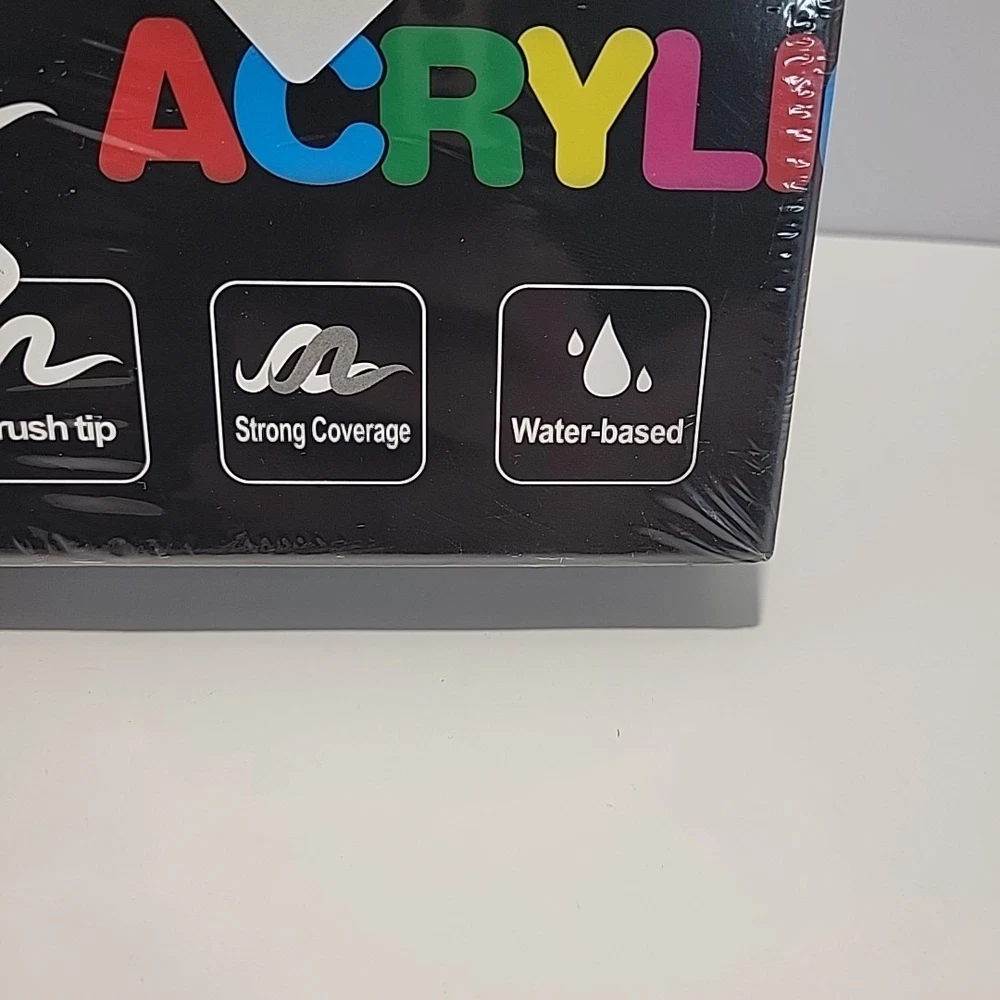 ACRYLI
rush tip
Strong Coverage
Water-based